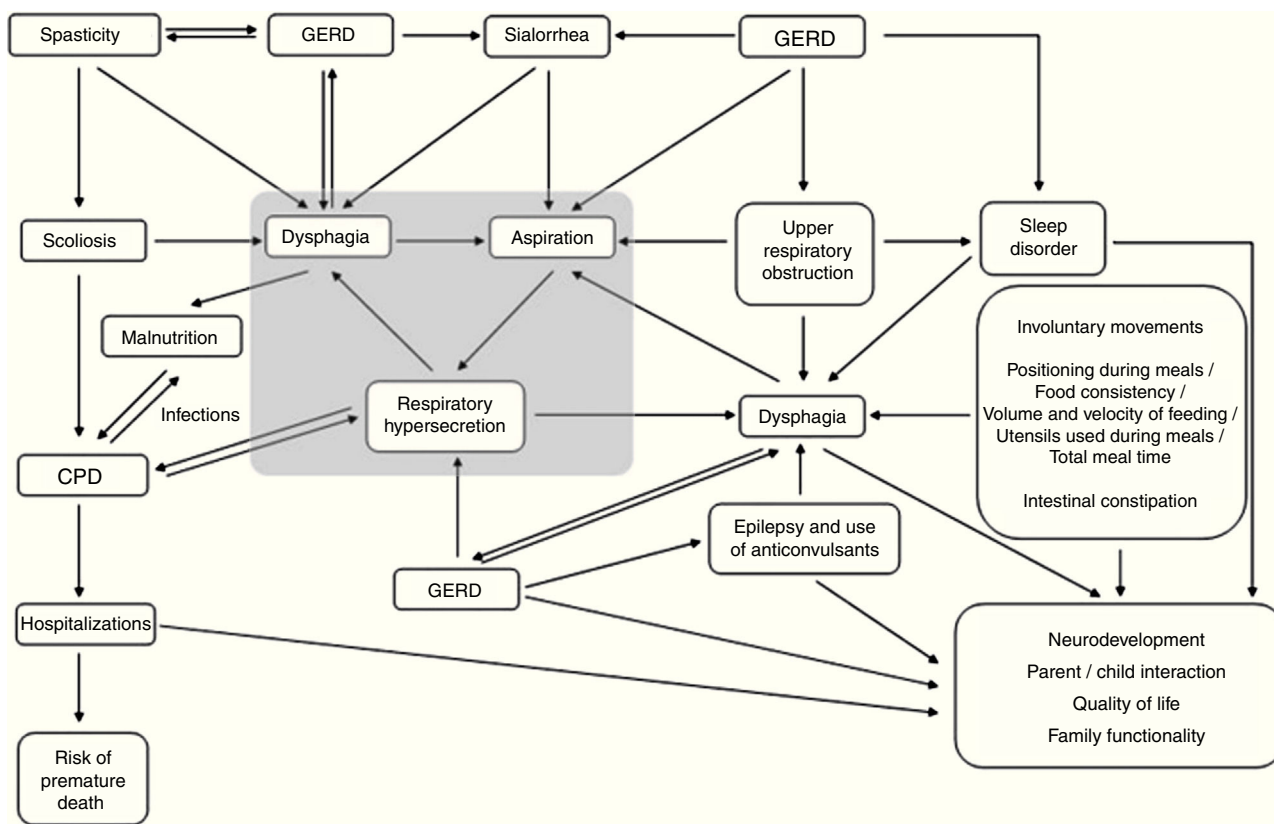 Spasticity
GERD
Sialorrhea
GERD
Scoliosis
Dysphagia
Aspiration
Upper
respiratory
obstruction
Sleep
disorder
Malnutrition
Infections
Respiratory
hypersecretion
Dysphagia
Involuntary movements
Positioning during meals /
Food consistency /
Volume and velocity of feeding /
Utensils used during meals /
Total meal time
Intestinal constipation
CPD
Epilepsy and use
of anticonvulsants
GERD
Hospitalizations
Neurodevelopment
Parent / child interaction
Quality of life
Family functionality
Risk of
premature
death